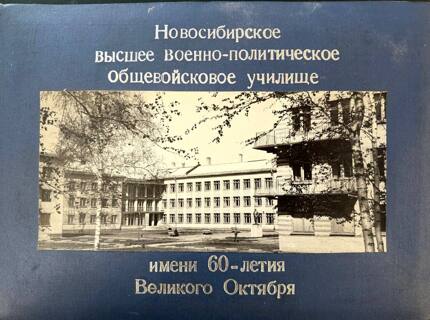 Новосибирское
высшее военно-политическое
общевойсковое училище
имени 60-летия
Великого Октября